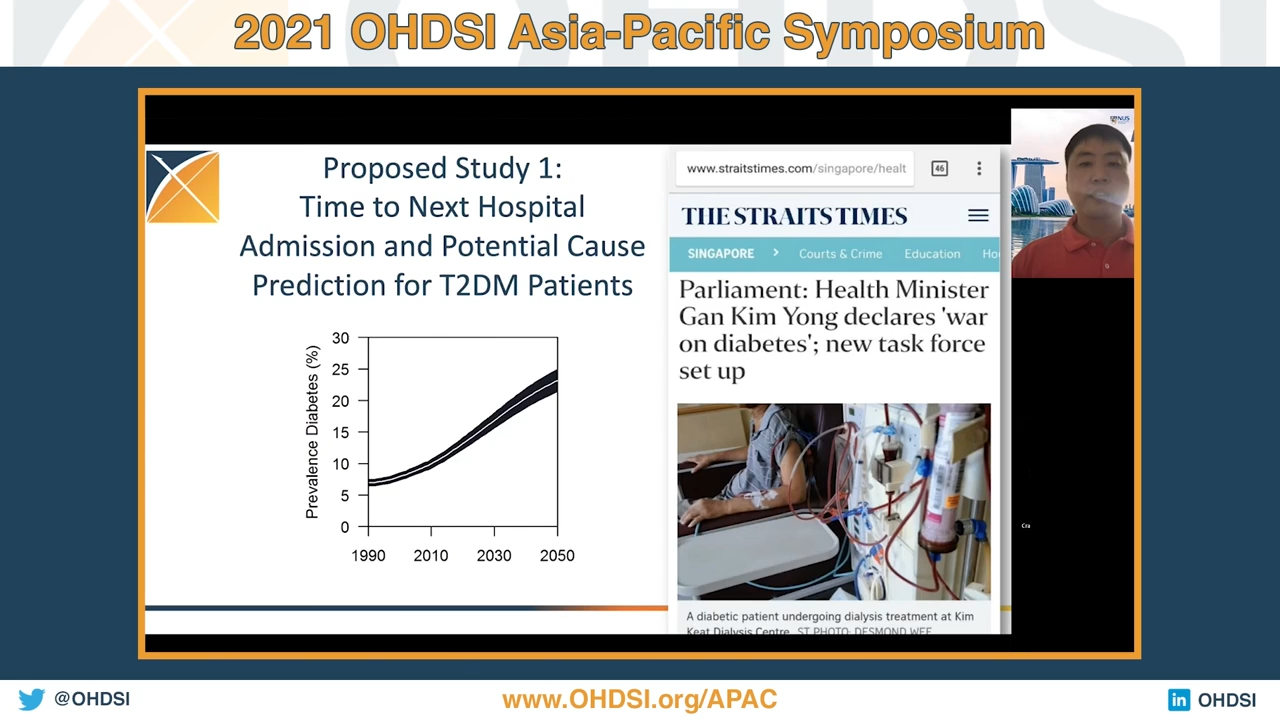 2021 OHDSI Asia-Pacific Symposium
Proposed Study 1:
Time to Next Hospital
Admission and Potential Cause
Prediction for T2DM Patients
Prevalence Diabetes (%)
30
25
20
15
10
5
0
1990 2010 2030 2050
www.straitstimes.com/singapore/healt
46
THE STRAITS TIMES
SINGAPORE > Courts & Crime Education Ho
Parliament: Health Minister
Gan Kim Yong declares 'war
on diabetes'; new task force
set up
A diabetic patient undergoing dialysis treatment at Kim
Keat Dialysis Centre. ST PHOTO: DESMOND WEE
NUS
Cra
@OHDSI
www.OHDSI.org/APAC
in OHDSI